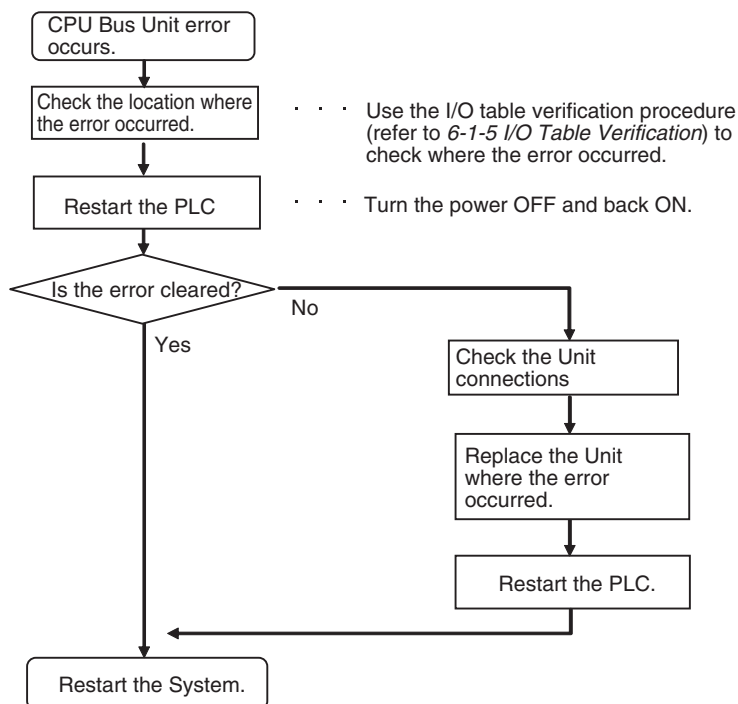 CPU Bus Unit error
occurs.
Check the location where
the error occurred.
· · · Use the I/O table verification procedure
(refer to 6-1-5 I/O Table Verification) to
check where the error occurred.
Restart the PLC
· · · Turn the power OFF and back ON.
Is the error cleared?
No
Yes
Check the Unit
connections
Replace the Unit
where the error
occurred.
Restart the PLC.
Restart the System.